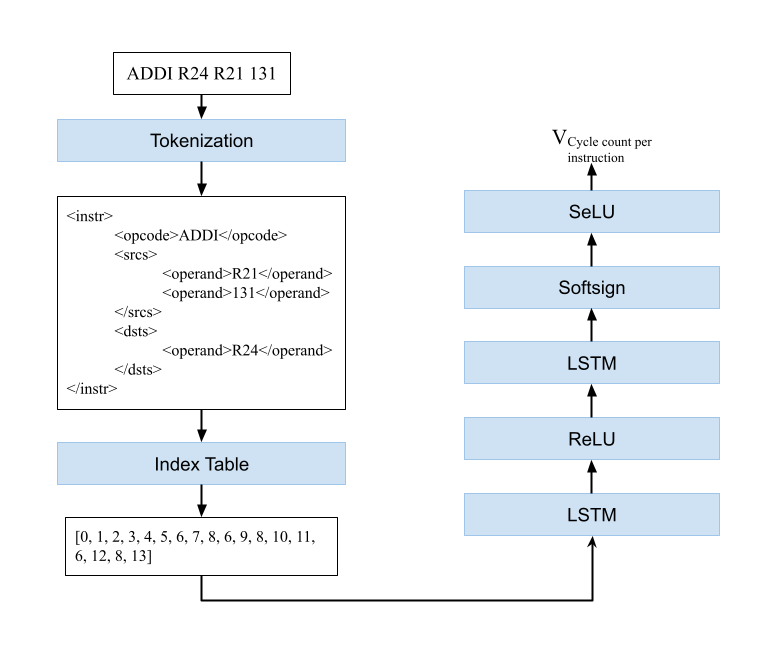 ADDI R24 R21 131
Tokenization
<instr>
<opcode>ADDI</opcode>
<srcs>
<operand>R21</operand>
<operand>131</operand>
</srcs>
<dsts>
<operand>R24</operand>
</dsts>
</instr>
Index Table
[0, 1, 2, 3, 4, 5, 6, 7, 8, 6, 9, 8, 10, 11,
6, 12, 8, 13]
V Cycle count per
instruction
SeLU
Softsign
LSTM
ReLU
LSTM